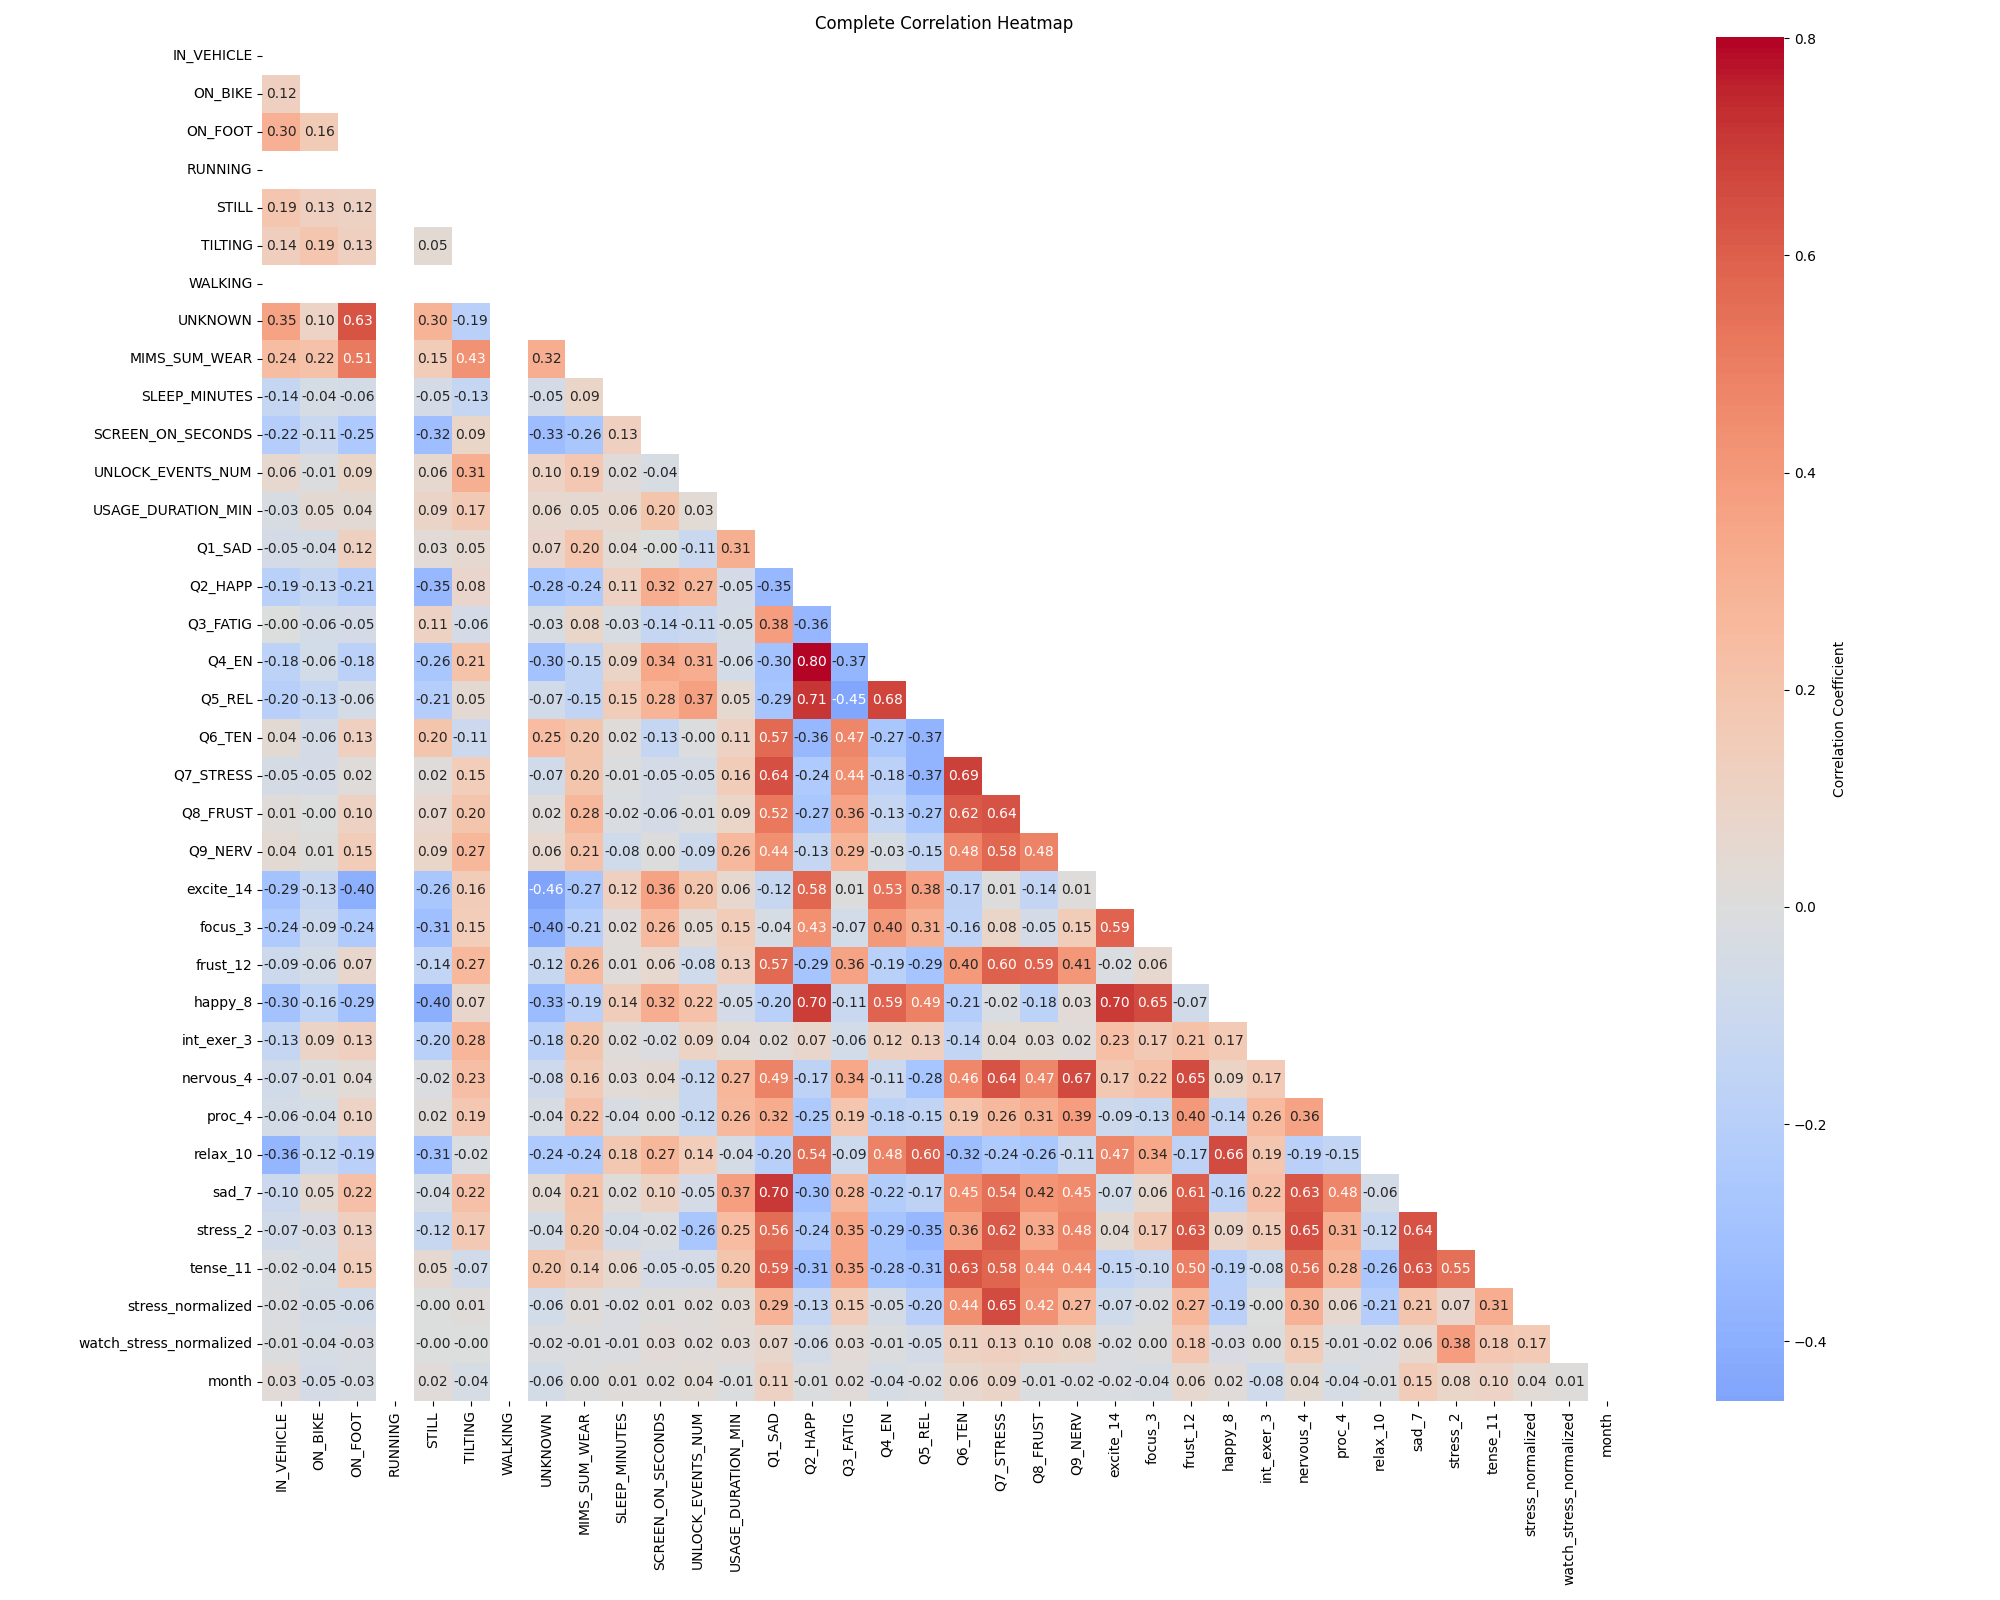 Complete Correlation Heatmap
IN_VEHICLE
ON_BIKE 0.12
ON_FOOT 0.30 0.16
RUNNING
STILL 0.19 0.13 0.12
TILTING 0.14 0.19 0.13 0.05
WALKING
UNKNOWN 0.35 0.10 0.63 0.30 -0.19
MIMS_SUM_WEAR 0.24 0.22 0.51 0.15 0.43 0.32
SLEEP_MINUTES -0.14 -0.04 -0.06 -0.05 -0.13 -0.05 0.09
SCREEN_ON_SECONDS -0.22 -0.11 -0.25 -0.32 0.09 -0.33 -0.26 0.13
UNLOCK_EVENTS_NUM 0.06 -0.01 0.09 0.06 0.31 0.10 0.19 0.02 -0.04
USAGE_DURATION_MIN -0.03 0.05 0.04 0.09 0.17 0.06 0.05 0.06 0.20 0.03
Q1_SAD -0.05 -0.04 0.12 0.03 0.05 0.07 0.20 0.04 -0.00 -0.11 0.31
Q2_HAPP -0.19 -0.13 -0.21 -0.35 0.08 -0.28 -0.24 0.11 0.32 0.27 -0.05 -0.35
Q3_FATIG -0.00 -0.06 -0.05 0.11 -0.06 -0.03 0.08 -0.03 -0.14 -0.11 -0.05 0.38 -0.36
Q4_EN -0.18 -0.06 -0.18 -0.26 0.21 -0.30 -0.15 0.09 0.34 0.31 -0.06 -0.30 0.80 -0.37
Q5_REL -0.20 -0.13 -0.06 -0.21 0.05 -0.07 -0.15 0.15 0.28 0.37 0.05 -0.29 0.71 -0.45 0.68
Q6_TEN 0.04 -0.06 0.13 0.20 -0.11 0.25 0.20 0.02 -0.13 -0.00 0.11 0.57 -0.36 0.47 -0.27 -0.37
Q7_STRESS -0.05 -0.05 0.02 0.02 0.15 -0.07 0.20 -0.01 -0.05 -0.05 0.16 0.64 -0.24 0.44 -0.18 -0.37 0.69
Q8_FRUST 0.01 -0.00 0.10 0.07 0.20 0.02 0.28 -0.02 -0.06 -0.01 0.09 0.52 -0.27 0.36 -0.13 -0.27 0.62 0.64
Q9_NERV 0.04 0.01 0.15 0.09 0.27 0.06 0.21 -0.08 0.00 -0.09 0.26 0.44 -0.13 0.29 -0.03 -0.15 0.48 0.58 0.48
excite_14 -0.29 -0.13 -0.40 -0.26 0.16 -0.46 -0.27 0.12 0.36 0.20 0.06 -0.12 0.58 0.01 0.53 0.38 -0.17 0.01 -0.14 0.01
focus_3 -0.24 -0.09 -0.24 -0.31 0.15 -0.40 -0.21 0.02 0.26 0.05 0.15 -0.04 0.43 -0.07 0.40 0.31 -0.16 0.08 -0.05 0.15 0.59
frust_12 -0.09 -0.06 0.07 -0.14 0.27 -0.12 0.26 0.01 0.06 -0.08 0.13 0.57 -0.29 0.36 -0.19 -0.29 0.40 0.60 0.59 0.41 -0.02 0.06
happy_8 -0.30 -0.16 -0.29 -0.40 0.07 -0.33 -0.19 0.14 0.32 0.22 -0.05 -0.20 0.70 -0.11 0.59 0.49 -0.21 -0.02 -0.18 0.03 0.70 0.65 -0.07
int_exer_3 -0.13 0.09 0.13 -0.20 0.28 -0.18 0.20 0.02 -0.02 0.09 0.04 0.02 0.07 -0.06 0.12 0.13 -0.14 0.04 0.03 0.02 0.23 0.17 0.21 0.17
nervous_4 -0.07 -0.01 0.04 -0.02 0.23 -0.08 0.16 0.03 0.04 -0.12 0.27 0.49 -0.17 0.34 -0.11 -0.28 0.46 0.64 0.47 0.67 0.17 0.22 0.65 0.09 0.17
proc_4 -0.06 -0.04 0.10 0.02 0.19 -0.04 0.22 -0.04 0.00 -0.12 0.26 0.32 -0.25 0.19 -0.18 -0.15 0.19 0.26 0.31 0.39 -0.09 -0.13 0.40 -0.14 0.26 0.36
relax_10 -0.36 -0.12 -0.19 -0.31 -0.02 -0.24 -0.24 0.18 0.27 0.14 -0.04 -0.20 0.54 -0.09 0.48 0.60 -0.32 -0.24 -0.26 -0.11 0.47 0.34 -0.17 0.66 0.19 -0.19 -0.15
sad_7 -0.10 0.05 0.22 -0.04 0.22 0.04 0.21 0.02 0.10 -0.05 0.37 0.70 -0.30 0.28 -0.22 -0.17 0.45 0.54 0.42 0.45 -0.07 0.06 0.61 -0.16 0.22 0.63 0.48 -0.06
stress_2 -0.07 -0.03 0.13 -0.12 0.17 -0.04 0.20 -0.04 -0.02 -0.26 0.25 0.56 -0.24 0.35 -0.29 -0.35 0.36 0.62 0.33 0.48 0.04 0.17 0.63 0.09 0.15 0.65 0.31 -0.12 0.64
tense_11 -0.02 -0.04 0.15 0.05 -0.07 0.20 0.14 0.06 -0.05 -0.05 0.20 0.59 -0.31 0.35 -0.28 -0.31 0.63 0.58 0.44 0.44 -0.15 -0.10 0.50 -0.19 -0.08 0.56 0.28 -0.26 0.63 0.55
stress_normalized -0.02 -0.05 -0.06 -0.00 0.01 -0.06 0.01 -0.02 0.01 0.02 0.03 0.29 -0.13 0.15 -0.05 -0.20 0.44 0.65 0.42 0.27 -0.07 -0.02 0.27 -0.19 -0.00 0.30 0.06 -0.21 0.21 0.07 0.31
watch_stress_normalized -0.01 -0.04 -0.03 -0.00 -0.00 -0.02 -0.01 -0.01 0.03 0.02 0.03 0.07 -0.06 0.03 -0.01 -0.05 0.11 0.13 0.10 0.08 -0.02 0.00 0.18 -0.03 0.00 0.15 -0.01 -0.02 0.06 0.38 0.18 0.17
month 0.03 -0.05 -0.03 0.02 -0.04 -0.06 0.00 0.01 0.02 0.04 -0.01 0.11 -0.01 0.02 -0.04 -0.02 0.06 0.09 -0.01 -0.02 -0.02 -0.04 0.06 0.02 -0.08 0.04 -0.04 -0.01 0.15 0.08 0.10 0.04 0.01
IN_VEHICLE
ON_BIKE
ON_FOOT
RUNNING
STILL
TILTING
WALKING
UNKNOWN
MIMS_SUM_WEAR
SLEEP_MINUTES
SCREEN_ON_SECONDS
UNLOCK_EVENTS_NUM
USAGE_DURATION_MIN
Q1_SAD
Q2_HAPP
Q3_FATIG
Q4_EN
Q5_REL
Q6_TEN
Q7_STRESS
Q8_FRUST
Q9_NERV
excite_14
focus_3
frust_12
happy_8
int_exer_3
nervous_4
proc_4
relax_10
sad_7
stress_2
tense_11
stress_normalized
watch_stress_normalized
month
0.8
0.6
0.4
0.2
0.0
−0.2
−0.4
Correlation Coefficient